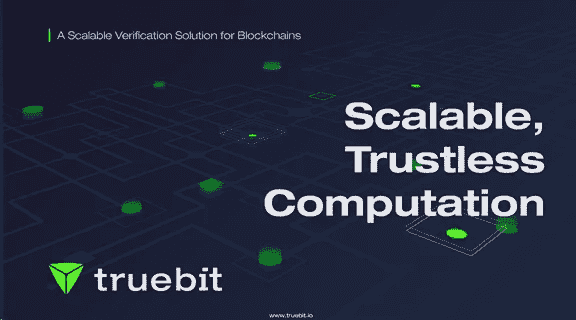 A Scalable Verification Solution for Blockchains
Scalable,
Trustless
Computation
truebit
www.truebit.io